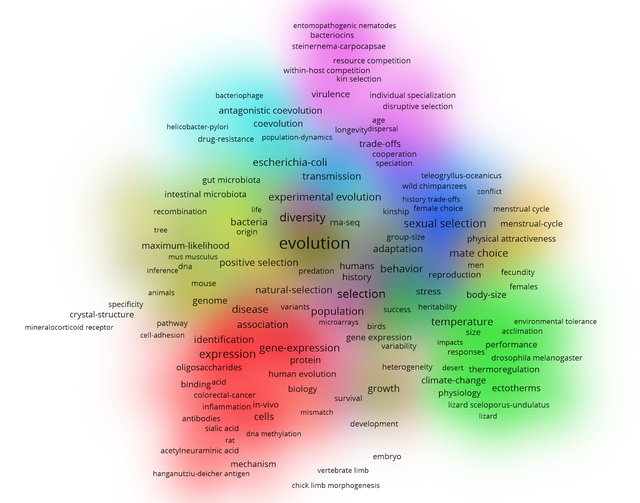 entomopathogenic nematodes
bacteriocins
steinernema-carpocapsae
resource competition
within-host competition
kin selection
virulence
individual specialization
bacteriophage
disruptive selection
antagonistic coevolution
age
coevolution
longevity
dispersal
helicobacter-pylori
drug-resistance
population-dynamics
trade-offs
cooperation
escherichia-coli
speciation
transmission
teleogryllus-oceanicus
gut microbiota
wild chimpanzees
intestinal microbiota
experimental evolution
history trade-offs
conflict
recombination
life
kinship
female choice
menstrual cycle
bacteria
diversity
rna-seq
sexual selection
menstrual-cycle
tree
origin
group-size
physical attractiveness
maximum-likelihood
evolution
adaptation
mate choice
mus musculus
positive selection
predation
humans
behavior
men
inference
dna
history
reproduction
fecundity
mouse
females
animals
natural-selection
selection
stress
body-size
specificity
genome
disease
variants
population
success
heritability
crystal-structure
mineralocorticoid receptor
pathway
association
microarrays
birds
temperature
environmental tolerance
cell-adhesion
identification
gene expression
size
acclimation
expression
gene-expression
variability
impacts
performance
responses
protein
drosophila melanogaster
oligosaccharides
human evolution
heterogeneity
desert
thermoregulation
binding
acid
biology
growth
climate-change
ectotherms
colorectal-cancer
survival
physiology
inflammation
in-vivo
lizard sceloporus-undulatus
antibodies
cells
mismatch
lizard
sialic acid
development
rat
dna methylation
acetylneuraminic acid
mechanism
embryo
hanganutziu-deicher antigen
vertebrate limb
chick limb morphogenesis